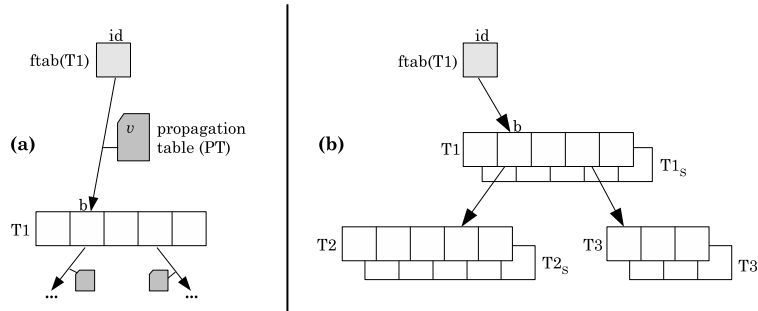 id
ftab(T1)
v
propagation
table (PT)
(a)
b
T1
...
...
id
ftab(T1)
(b)
b
T1
T1S
T2
T2S
T3
T3